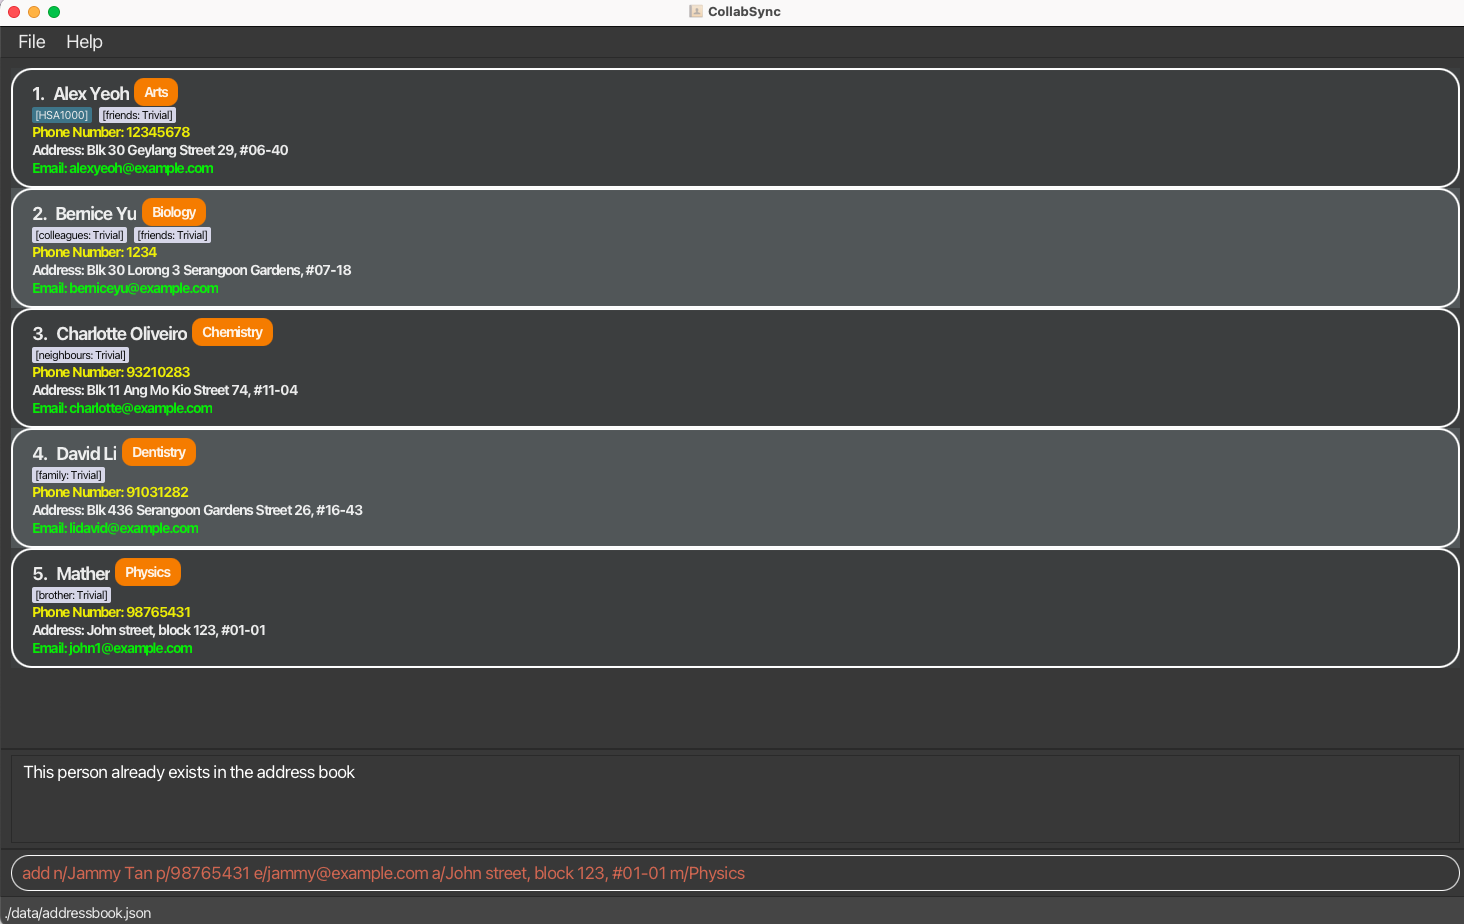 CollabSync
File Help
1. Alex Yeoh Arts
[HSA1000] [friends: Trivial]
Phone Number: 12345678
Address: Blk 30 Geylang Street 29, #06-40
Email: alexyeoh@example.com
2. Bernice Yu Biology
[colleagues: Trivial] [friends: Trivial]
Phone Number: 1234
Address: Blk 30 Lorong 3 Serangoon Gardens, #07-18
Email: berniceyu@example.com
3. Charlotte Oliveiro Chemistry
[neighbours: Trivial]
Phone Number: 93210283
Address: Blk 11 Ang Mo Kio Street 74, #11-04
Email: charlotte@example.com
4. David Li Dentistry
[family: Trivial]
Phone Number: 91031282
Address: Blk 436 Serangoon Gardens Street 26, #16-43
Email: lidavid@example.com
5. Mather Physics
[brother: Trivial]
Phone Number: 98765431
Address: John street, block 123, #01-01
Email: john1@example.com
This person already exists in the address book
add n/Jammy Tan p/98765431 e/jammy@example.com a/John street, block 123, #01-01 m/Physics
./data/addressbook.json